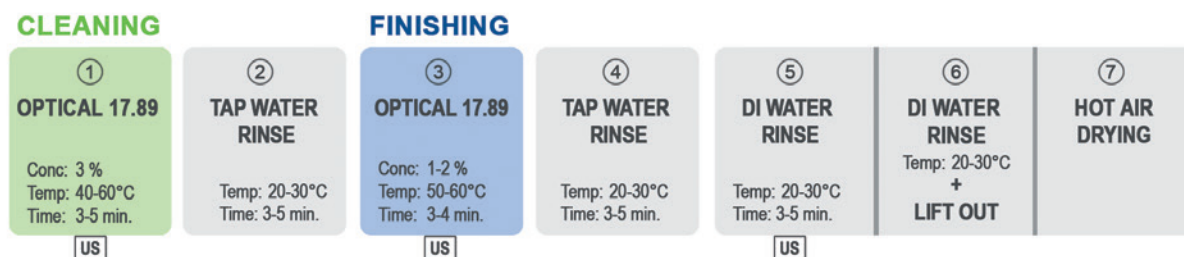 CLEANING
FINISHING
①
OPTICAL 17.89
Conc: 3 %
Temp: 40-60°C
Time: 3-5 min.
US
②
TAP WATER
RINSE
Temp: 20-30°C
Time: 3-5 min.
③
OPTICAL 17.89
Conc: 1-2 %
Temp: 50-60°C
Time: 3-4 min.
US
④
TAP WATER
RINSE
Temp: 20-30°C
Time: 3-5 min.
⑤
DI WATER
RINSE
Temp: 20-30°C
Time: 3-5 min.
US
⑥
DI WATER
RINSE
Temp: 20-30°C
+
LIFT OUT
⑦
HOT AIR
DRYING